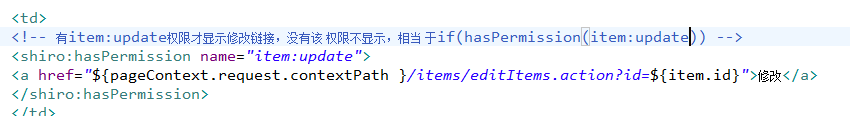 <td>
<!-- 有item:update权限才显示修改链接，没有该 权限不显示，相当 于if(hasPermission(item:update)) -->
<shiro:hasPermission name="item:update">
<a href="${pageContext.request.contextPath }/items/editItems.action?id=${item.id}">修改</a>
</shiro:hasPermission>
</td>